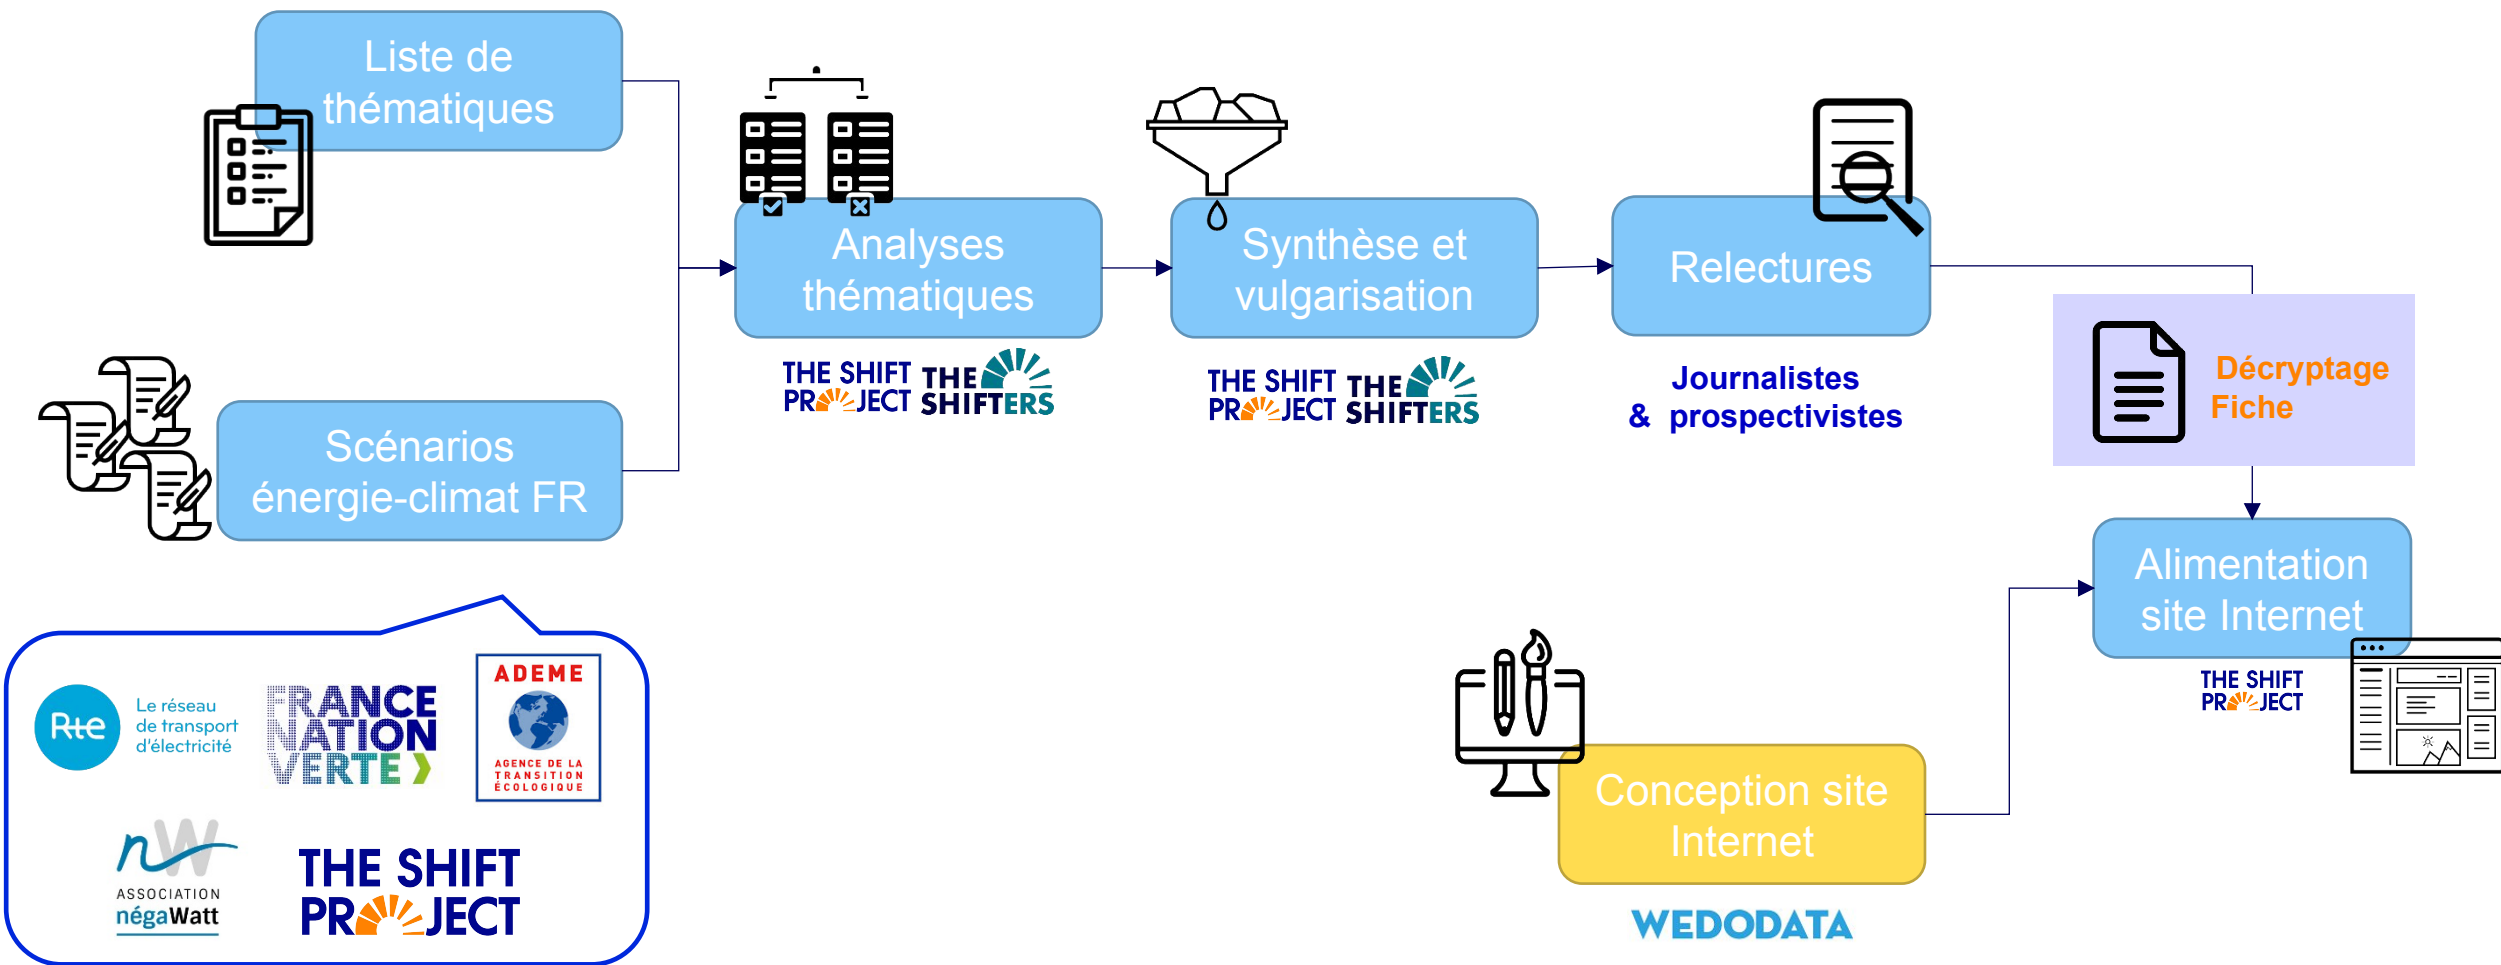 Liste de
thématiques
Scénarios
énergie-climat FR
Rte
Le réseau
de transport
d'électricité
FRANCE
NATION
VERTE
ADEME
AGENCE DE LA
TRANSITION
ÉCOLOGIQUE
nW
ASSOCIATION
négaWatt
THE SHIFT
PROJECT
Analyses
thématiques
THE SHIFT
PROJECT
THE
SHIFTERS
Synthèse et
vulgarisation
THE SHIFT
PROJECT
THE
SHIFTERS
Relectures
Journalistes
& prospectivistes
Décryptage
Fiche
Alimentation
site Internet
THE SHIFT
PROJECT
Conception site
Internet
WEDODATA